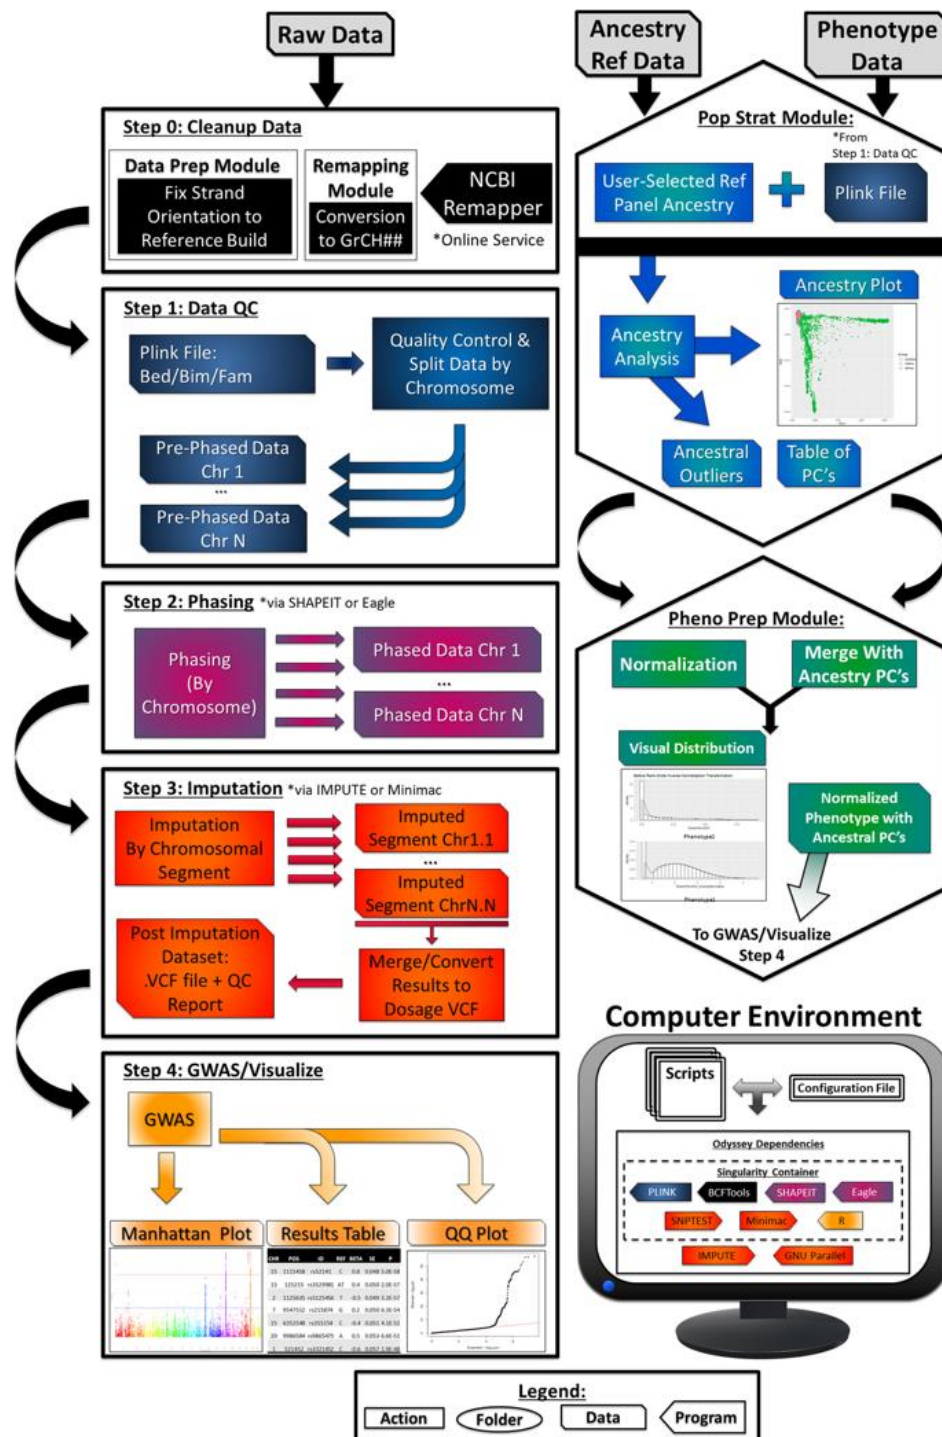 Raw Data
Ancestry
Ref Data
Phenotype
Data
Step 0: Cleanup Data
Data Prep Module
Fix Strand
Orientation to
Reference Build
Remapping
Module
Conversion
to GrCH##
NCBI
Remapper
*Online Service
Step 1: Data QC
Plink File:
Bed/Bim/Fam
Quality Control &
Split Data by
Chromosome
Pre-Phased Data
Chr 1
...
Pre-Phased Data
Chr N
Step 2: Phasing *via SHAPEIT or Eagle
Phasing
(By
Chromosome)
Phased Data Chr 1
...
Phased Data Chr N
Step 3: Imputation *via IMPUTE or Minimac
Imputation
By Chromosomal
Segment
Imputed
Segment Chr1.1
...
Imputed
Segment ChrN.N
Merge/Convert
Results to
Dosage VCF
Post Imputation
Dataset:
.VCF file + QC
Report
Step 4: GWAS/Visualize
GWAS
Manhattan Plot
Results Table
QQ Plot
CHR POS ID REF BETA SE P
Pop Strat Module:
*From
Step 1: Data QC
User-Selected Ref
Panel Ancestry
Plink File
Ancestry
Analysis
Ancestry Plot
Ancestral
Outliers
Table of
PC's
Pheno Prep Module:
Normalization
Merge With
Ancestry PC's
Visual Distribution
Normalized
Phenotype with
Ancestral PC's
To GWAS/Visualize
Step 4
Computer Environment
Scripts
Configuration File
Odyssey Dependencies
Singularity Container
PLINK
BCFTools
SHAPEIT
Eagle
SNPTEST
Minimac
R
IMPUTE
GNU Parallel
Legend:
Action
Folder
Data
Program